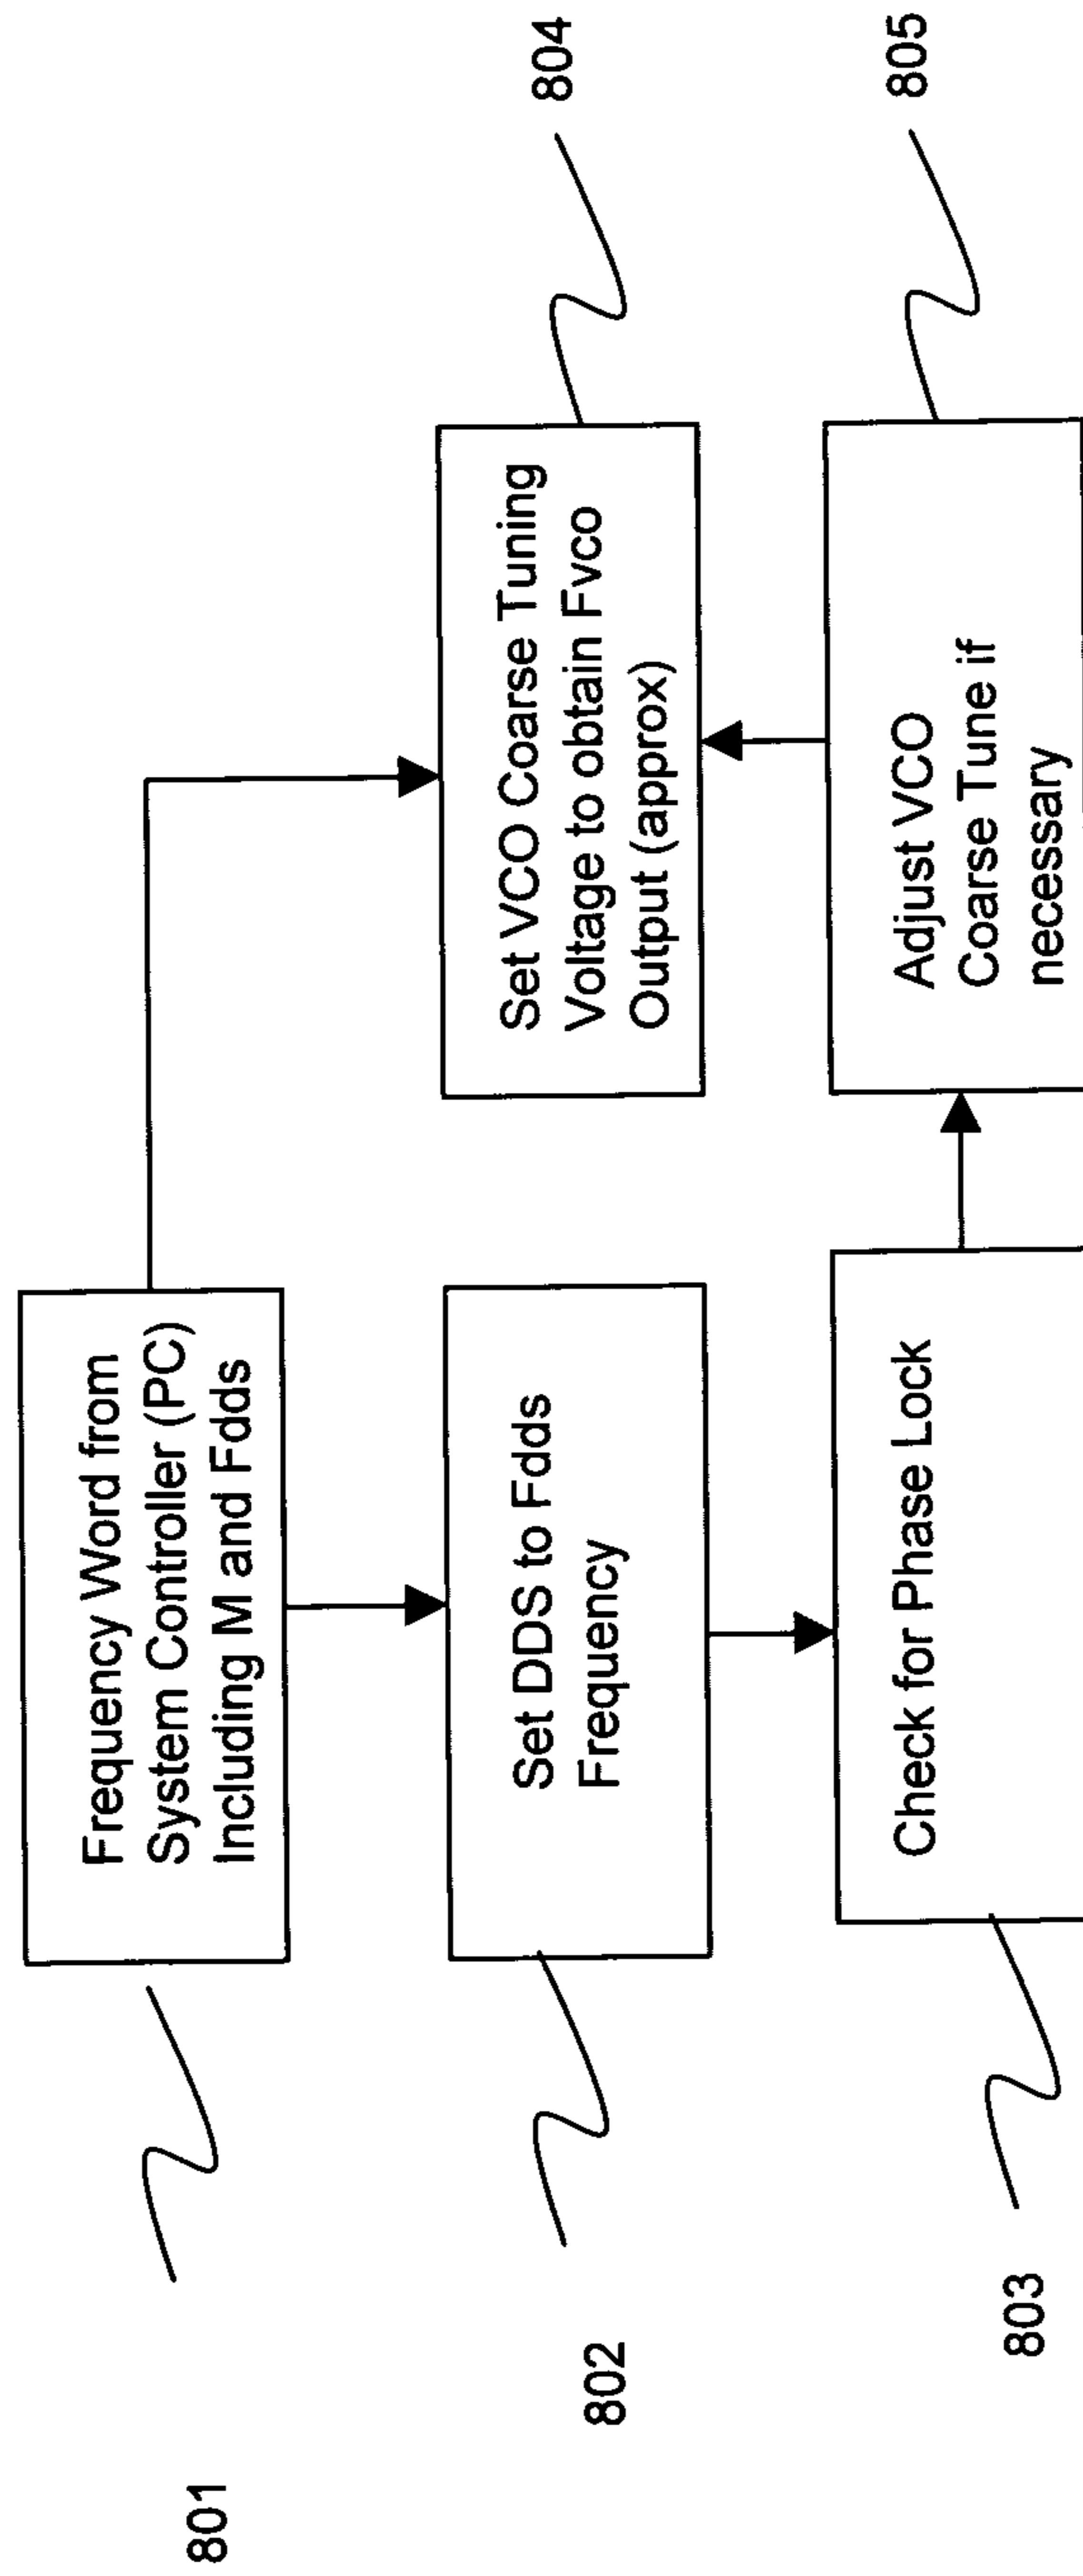 801
Frequency Word from
System Controller (PC)
Including M and Fdds
802
Set DDS to Fdds
Frequency
804
Set VCO Coarse Tuning
Voltage to obtain Fvco
Output (approx)
803
Check for Phase Lock
805
Adjust VCO
Coarse Tune if
necessary